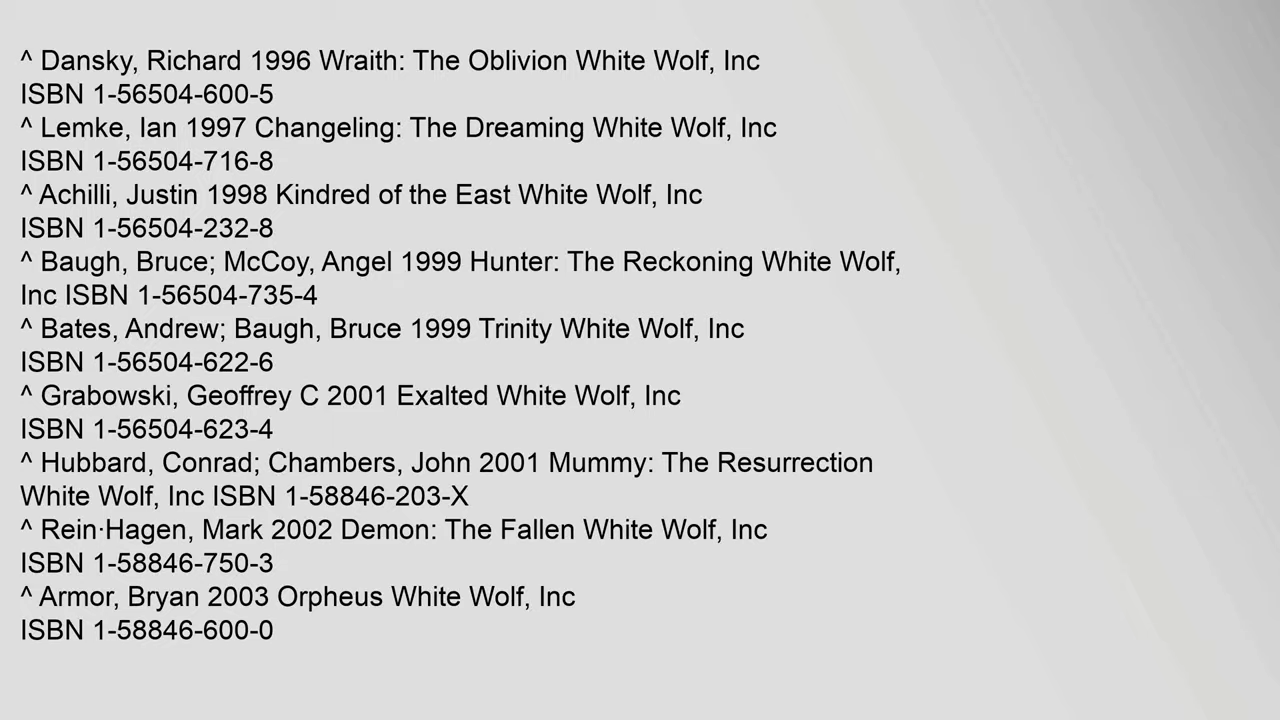 ^ Dansky, Richard 1996 Wraith: The Oblivion White Wolf, Inc
ISBN 1-56504-600-5
^ Lemke, Ian 1997 Changeling: The Dreaming White Wolf, Inc
ISBN 1-56504-716-8
^ Achilli, Justin 1998 Kindred of the East White Wolf, Inc
ISBN 1-56504-232-8
^ Baugh, Bruce; McCoy, Angel 1999 Hunter: The Reckoning White Wolf,
Inc ISBN 1-56504-735-4
^ Bates, Andrew; Baugh, Bruce 1999 Trinity White Wolf, Inc
ISBN 1-56504-622-6
^ Grabowski, Geoffrey C 2001 Exalted White Wolf, Inc
ISBN 1-56504-623-4
^ Hubbard, Conrad; Chambers, John 2001 Mummy: The Resurrection
White Wolf, Inc ISBN 1-58846-203-X
^ Rein·Hagen, Mark 2002 Demon: The Fallen White Wolf, Inc
ISBN 1-58846-750-3
^ Armor, Bryan 2003 Orpheus White Wolf, Inc
ISBN 1-58846-600-0